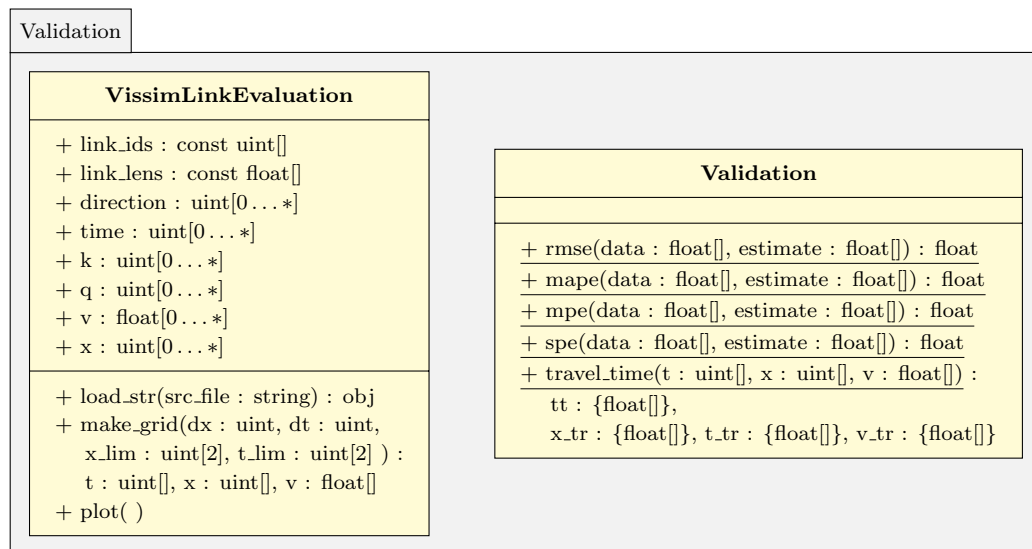 Validation
VissimLinkEvaluation
+ link_ids : const uint[]
+ link_lens : const float[]
+ direction : uint[0...∗]
+ time : uint[0...∗]
+ k : uint[0...∗]
+ q : uint[0...∗]
+ v : float[0...∗]
+ x : uint[0...∗]
+ load_str(src_file : string) : obj
+ make_grid(dx : uint, dt : uint,
x_lim : uint[2], t_lim : uint[2] ) :
t : uint[], x : uint[], v : float[]
+ plot( )
Validation
+ rmse(data : float[], estimate : float[]) : float
+ mape(data : float[], estimate : float[]) : float
+ mpe(data : float[], estimate : float[]) : float
+ spe(data : float[], estimate : float[]) : float
+ travel_time(t : uint[], x : uint[], v : float[]) :
tt : {float[]},
x_tr : {float[]}, t_tr : {float[]}, v_tr : {float[]}